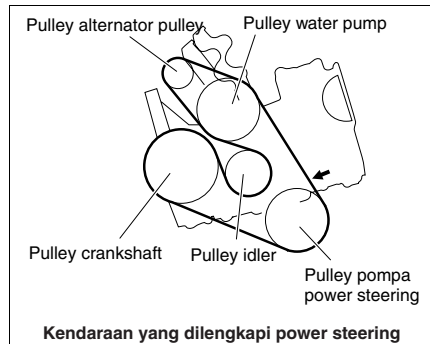 Pulley alternator pulley
Pulley water pump
Pulley crankshaft
Pulley idler
Pulley pompa
power steering
Kendaraan yang dilengkapi power steering